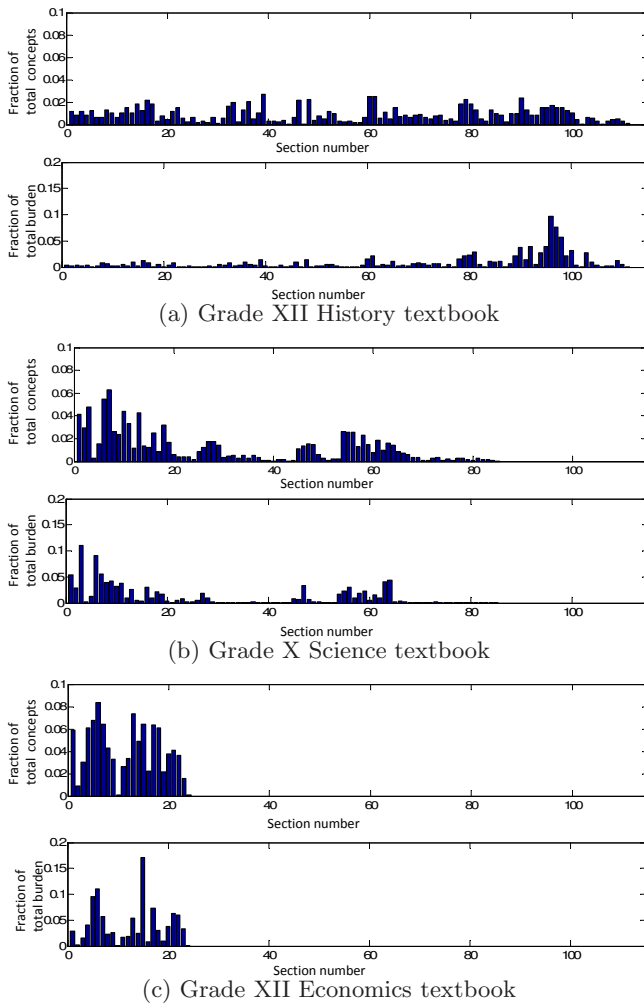 0.1
0.08
0.06
0.04
0.02
0
Fraction of
total concepts
0 20 40 60 80 100
Section number
0.2
0.15
0.1
0.05
0
Fraction of
total burden
0 20 40 60 80 100
Section number
(a) Grade XII History textbook
0.1
0.08
0.06
0.04
0.02
0
Fraction of
total concepts
0 20 40 60 80 100
Section number
0.2
0.15
0.1
0.05
0
Fraction of
total burden
0 20 40 60 80 100
Section number
(b) Grade X Science textbook
0.1
0.08
0.06
0.04
0.02
0
Fraction of
total concepts
0 20 40 60 80 100
Section number
0.2
0.15
0.1
0.05
0
Fraction of
total burden
0 20 40 60 80 100
Section number
(c) Grade XII Economics textbook